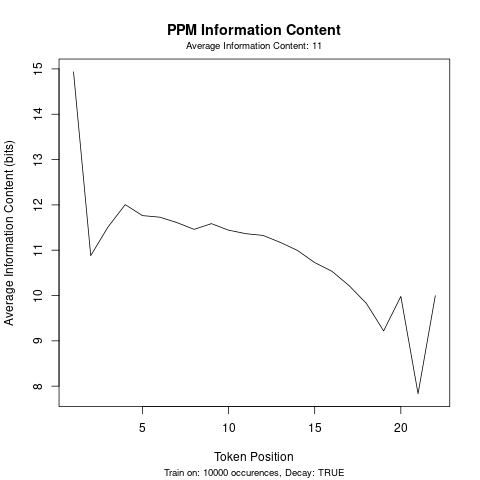 PPM Information Content
Average Information Content: 11
Average Information Content (bits)
15
14
13
12
11
10
9
8
5
10
15
20
Token Position
Train on: 10000 occurences, Decay: TRUE